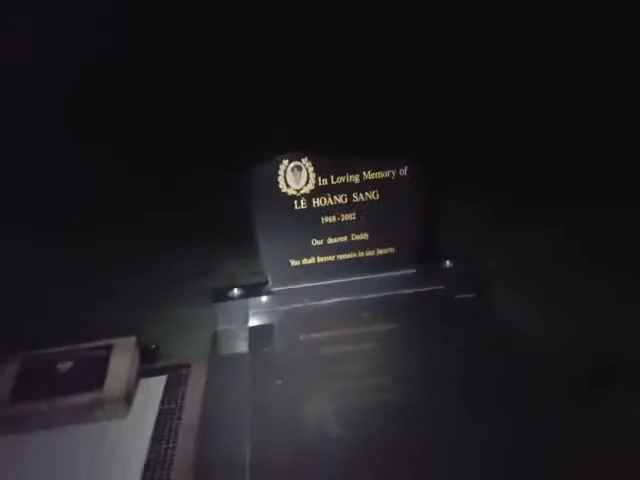 In Loving Memory of
LÊ HOÀNG SANG
1968-2002
Our dearest Daddy
You shall forever remain in our hearts.